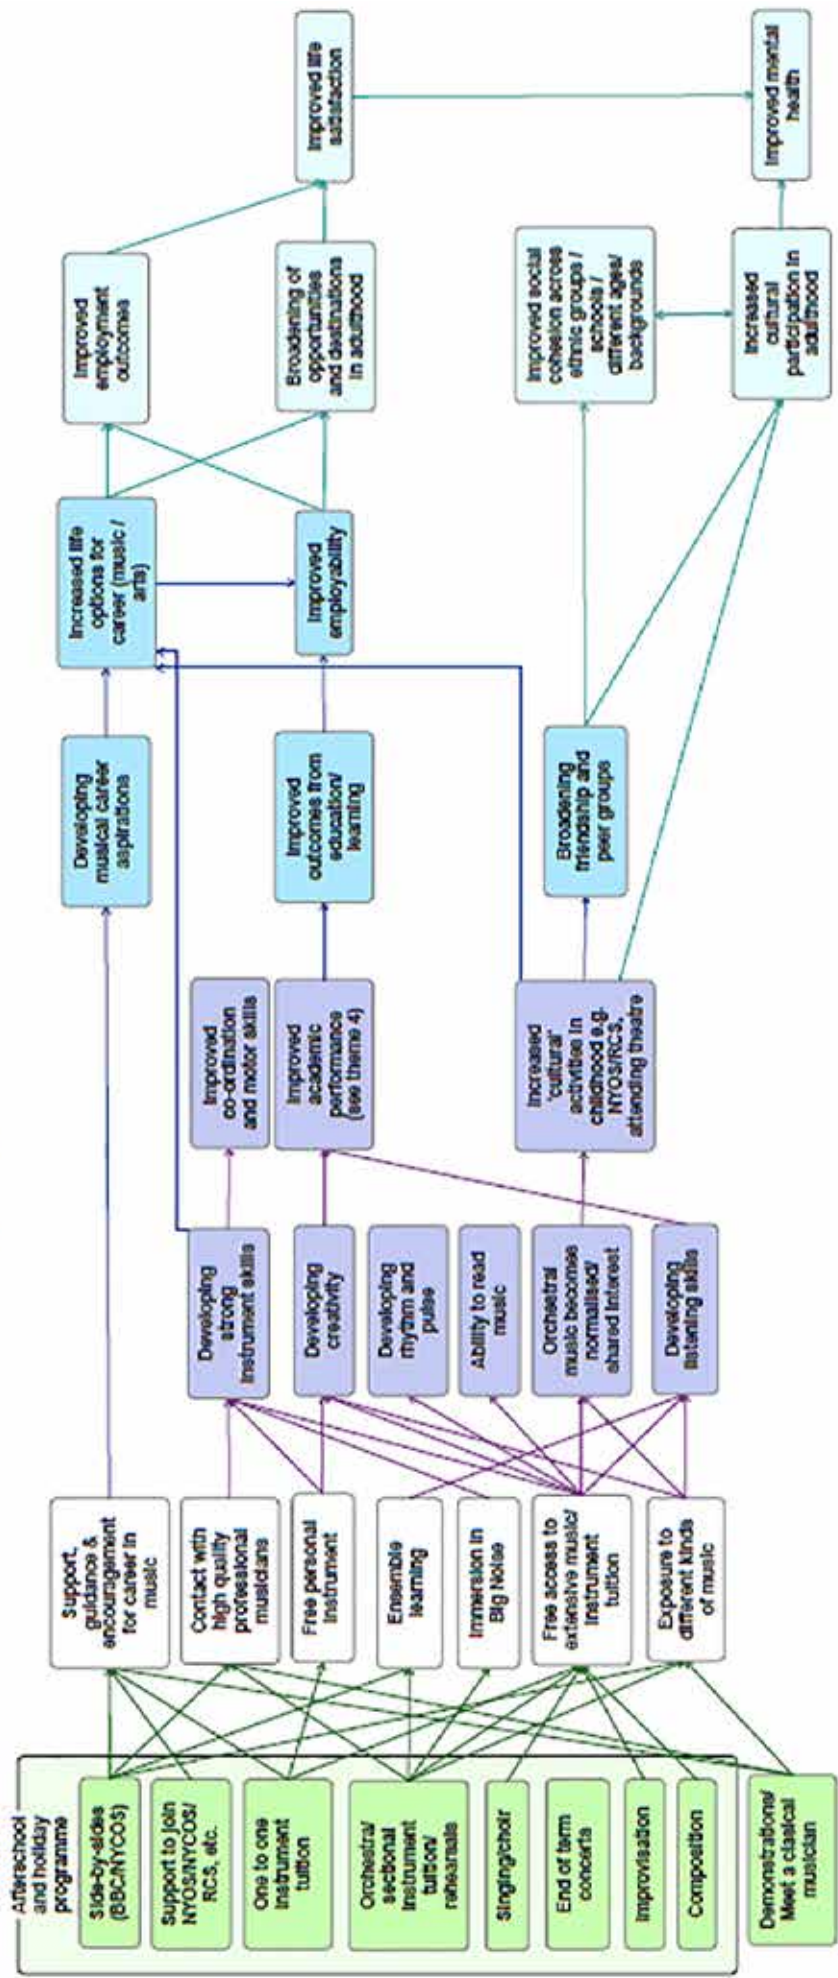 Afterschool
and holiday
programme
Side-by-sides
(BBC/NYCOS)
Support to join
NYOS/NYCOS/
RCS, etc.
One to one
instrument
tuition
Orchestra/
sectional
instrument
tuition/
rehearsals
Singing/choir
End of term
concerts
Improvisation
Composition
Demonstrations/
Meet a clasical
musician
Support,
guidance &
encouragement
for career in
music
Contact with
high quality
professional
musicians
Free personal
instrument
Ensemble
learning
Immersion in
Big Noise
Free access to
extensive music/
instrument
tuition
Exposure to
different kinds
of music
Developing
strong
instrument skills
Developing
creativity
Developing
rhythm and
pulse
Ability to read
music
Orchestral
music becomes
normalised/
shared interest
Developing
listening skills
Improved
co-ordination
and motor skills
Improved
academic
performance
(see theme 4)
Increased
'cultural'
activities in
childhood e.g.
NYOS/RCS,
attending theatre
Developing
musical career
aspirations
Improved
outcomes from
education/
learning
Broadening
friendship and
peer groups
Increased life
options for
career (music /
arts)
Improved
employability
Improved
employment
outcomes
Broadening of
opportunities
and destinations
in adulthood
Improved social
cohesion across
ethnic groups /
schools /
different ages/
backgrounds
Increased
cultural
participation in
adulthood
Improved life
satisfaction
Improved mental
health